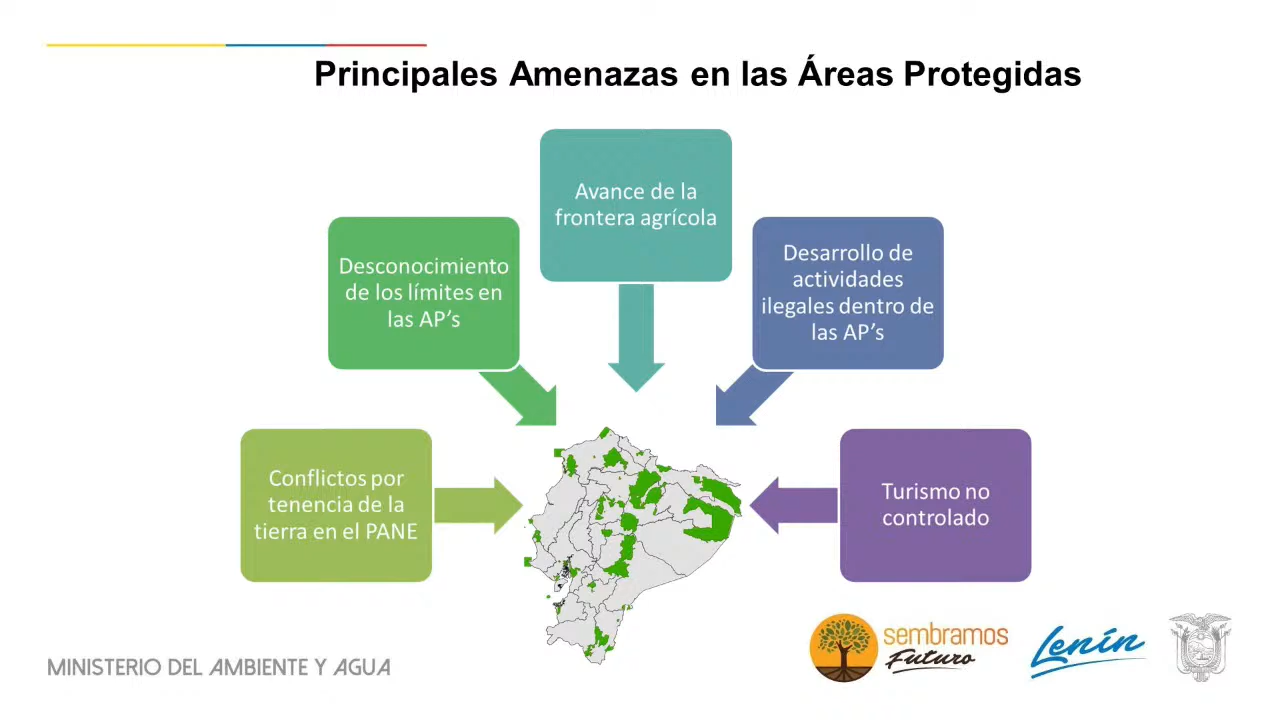 Principales Amenazas en las Áreas Protegidas
Avance de la
frontera agrícola
Desconocimiento
de los límites en
las AP's
Desarrollo de
actividades
ilegales dentro de
las AP's
Conflictos por
tenencia de la
tierra en el PANE
Turismo no
controlado
MINISTERIO DEL AMBIENTE Y AGUA
sembramos
Futuro
Lenín